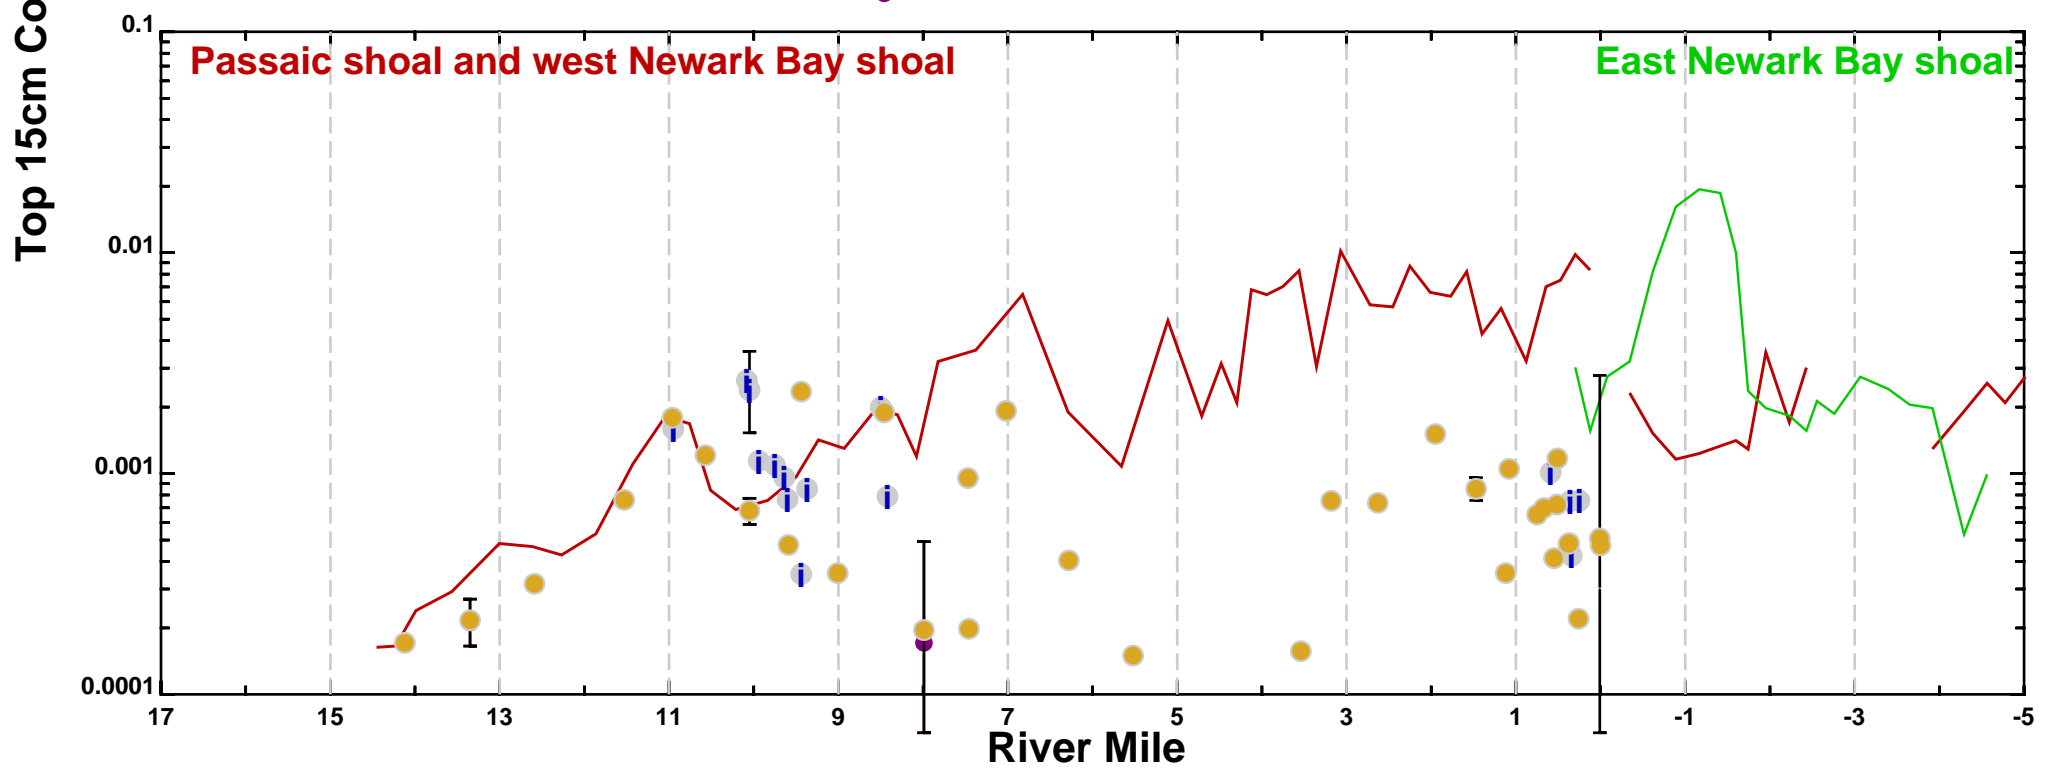 Top 15cm Co
0.1
Passaic shoal and west Newark Bay shoal
East Newark Bay shoal
0.01
0.001
0.0001
17 15 13 11 9 7 5 3 1 -1 -3 -5
River Mile